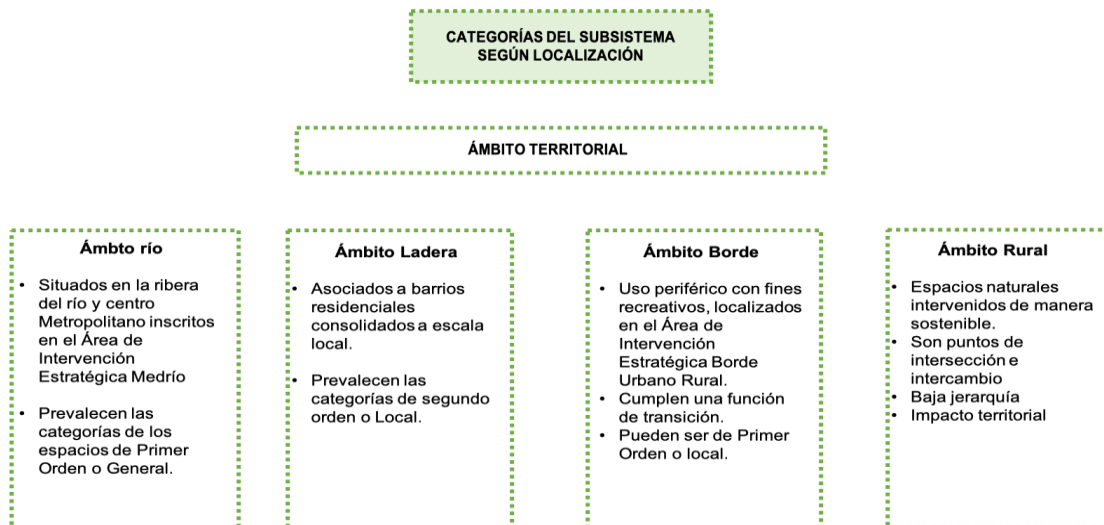 CATEGORÍAS DEL SUBSISTEMA
SEGÚN LOCALIZACIÓN
ÁMBITO TERRITORIAL
Ámbto río
• Situados en la ribera
del río y centro
Metropolitano inscritos
en el Área de
Intervención
Estratégica Medrío
• Prevalecen las
categorías de los
espacios de Primer
Orden o General.
Ámbito Ladera
• Asociados a barrios
residenciales
consolidados a escala
local.
• Prevalecen las
categorías de segundo
orden o Local.
Ámbito Borde
• Uso periférico con fines
recreativos, localizados
en el Área de
Intervención
Estratégica Borde
Urbano Rural.
• Cumplen una función
de transición.
• Pueden ser de Primer
Orden o local.
Ámbito Rural
• Espacios naturales
intervenidos de manera
sostenible.
• Son puntos de
intersección e
intercambio
• Baja jerarquía
• Impacto territorial